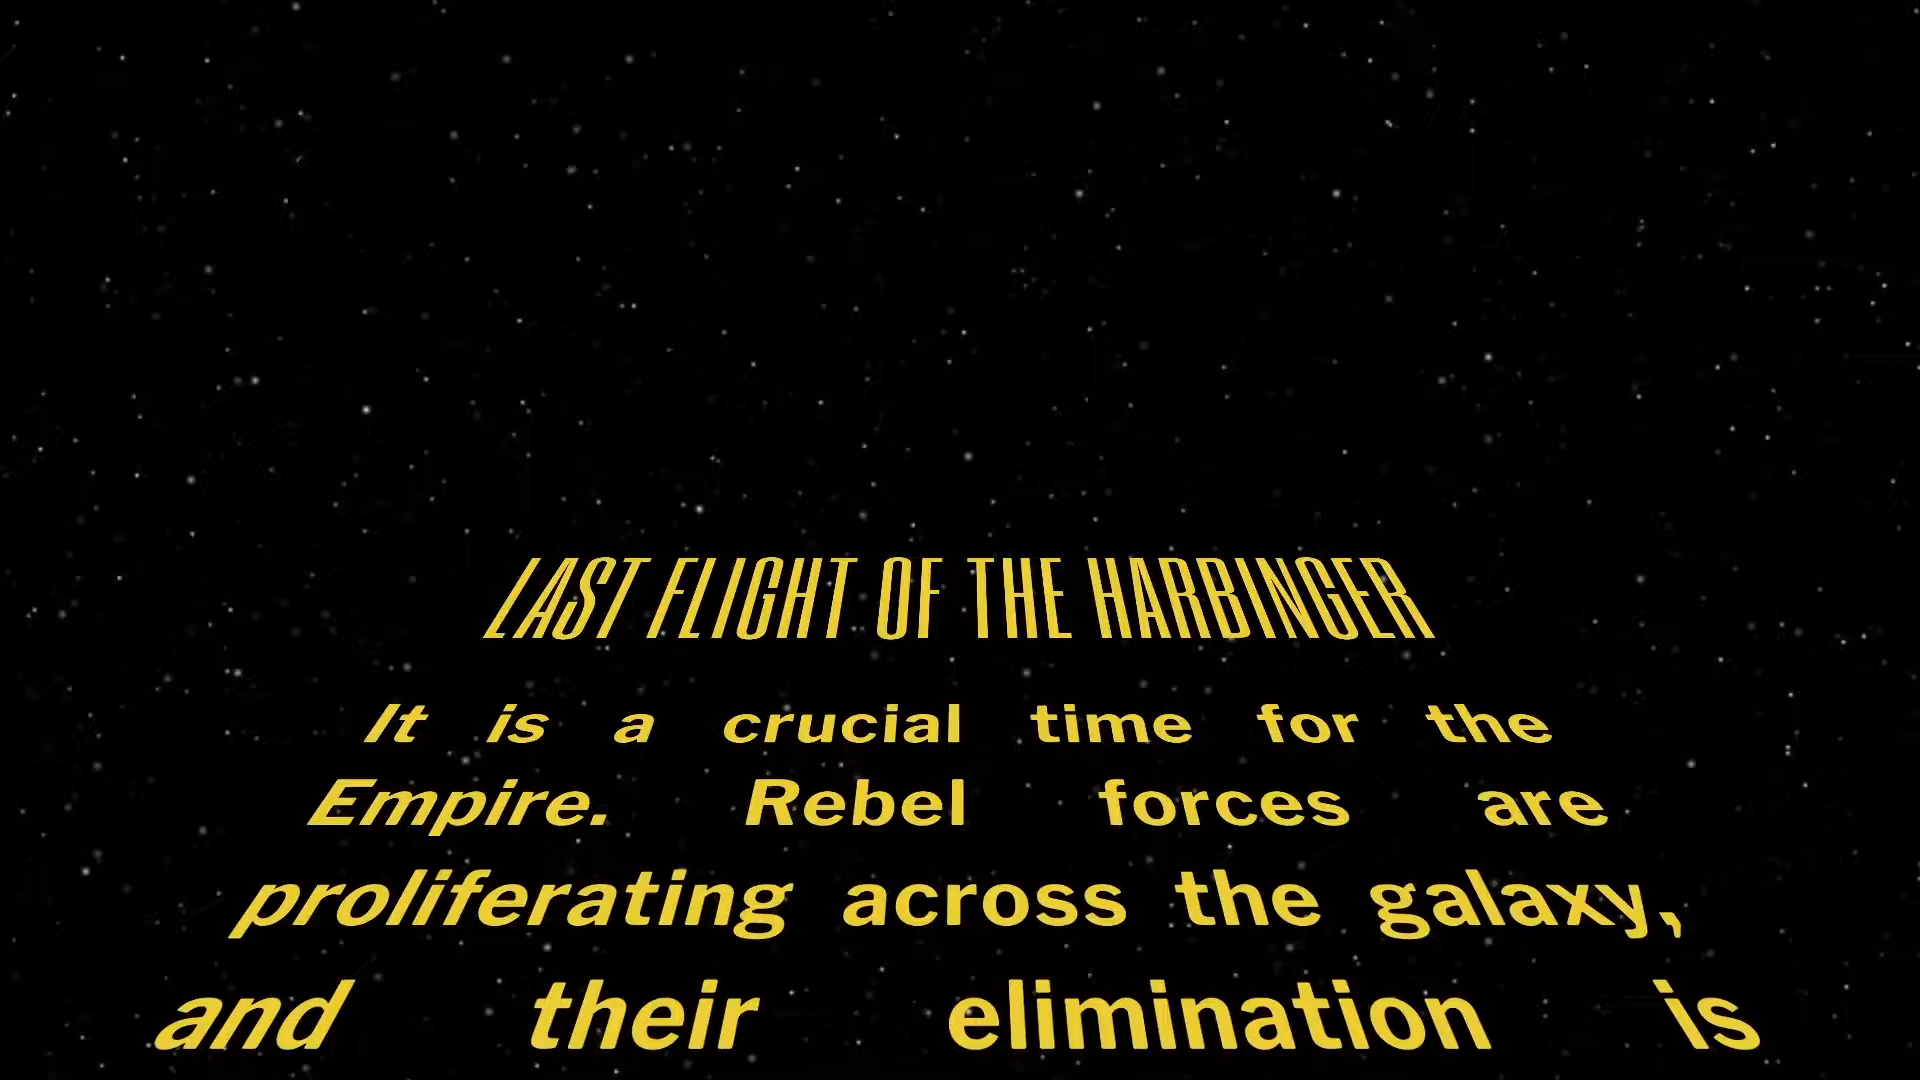 LAST FLIGHT OF THE HARBINGER
It is a crucial time for the
Empire. Rebel forces are
proliferating across the galaxy,
and their elimination is